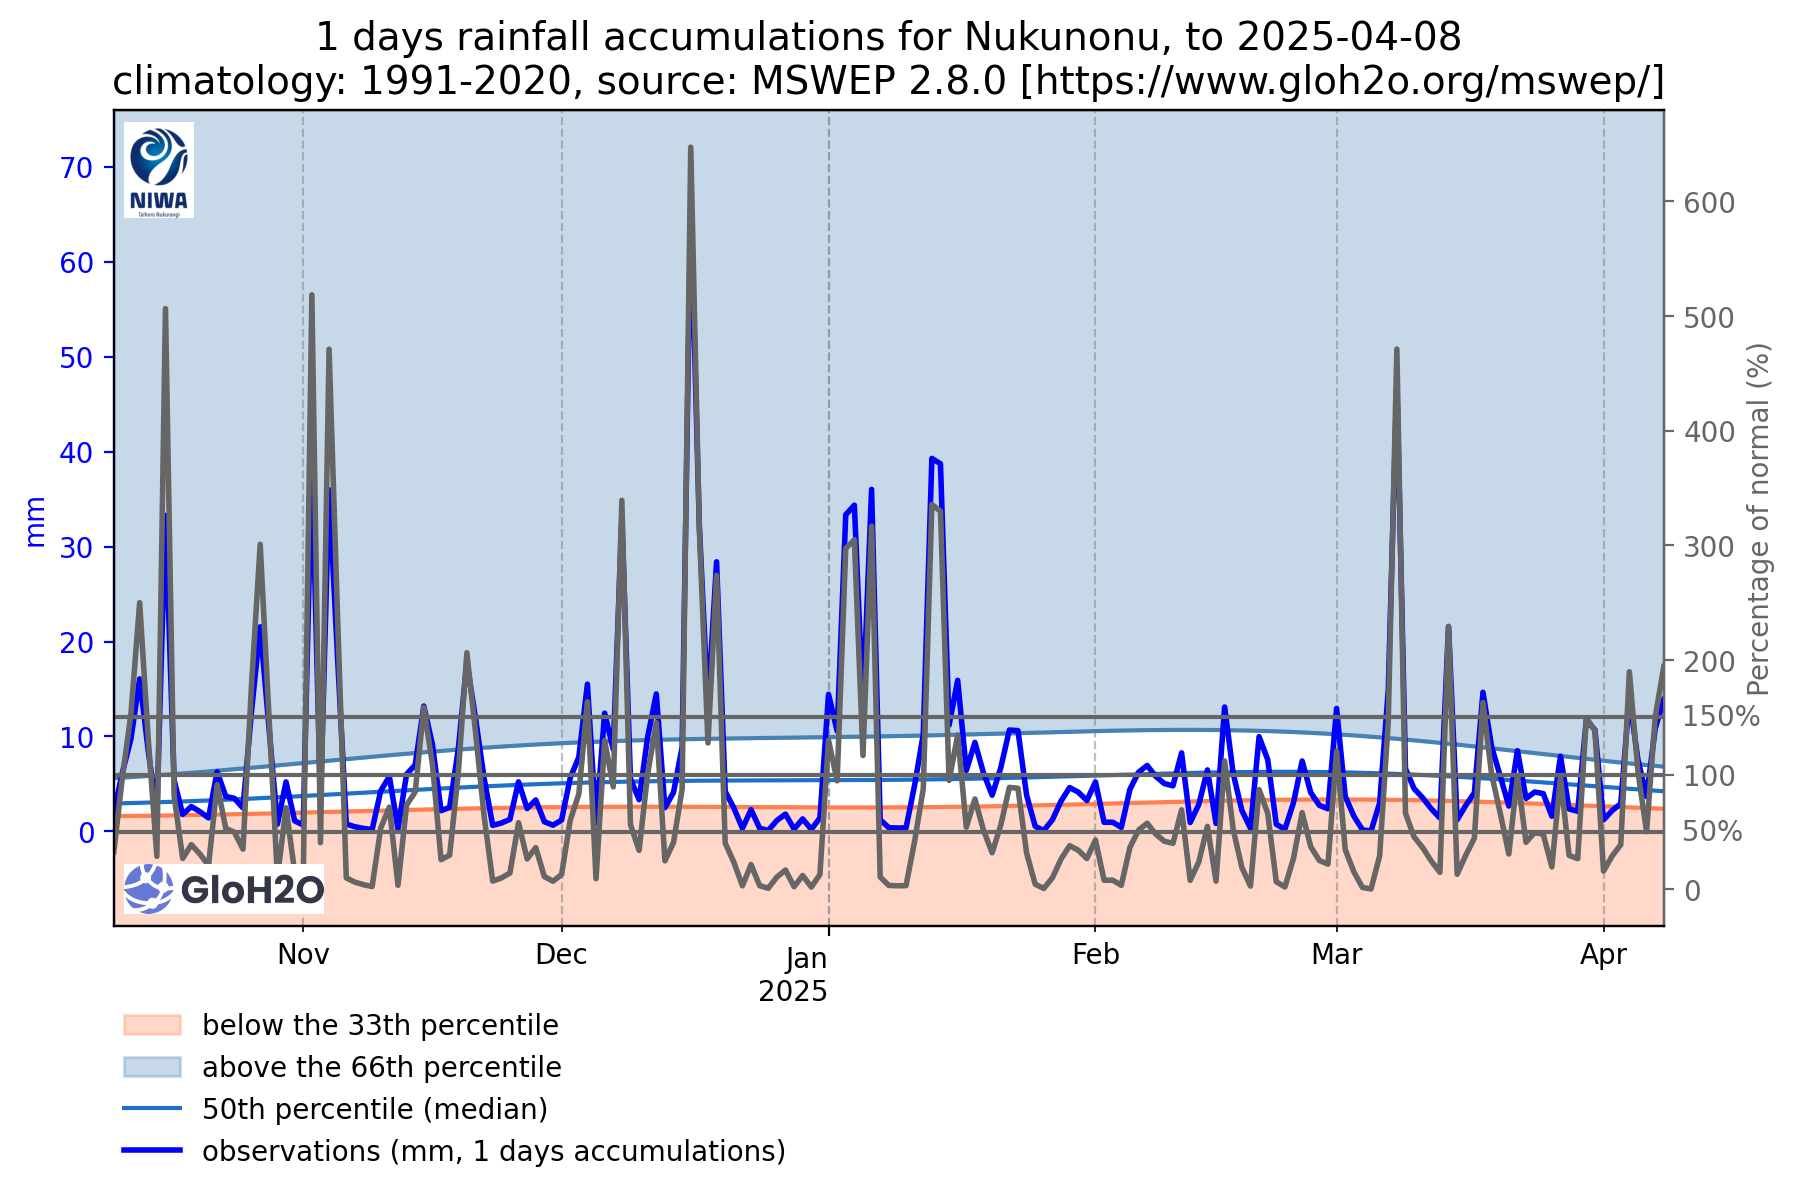 1 days rainfall accumulations for Nukunonu, to 2025-04-08
climatology: 1991-2020, source: MSWEP 2.8.0 [https://www.gloh2o.org/mswep/]
NIWA
Taihoro Nukurangi
70
60
50
40
30
20
10
0
mm
600
500
400
300
200
150%
100
50%
0
Percentage of normal (%)
GloH2O
Nov
Dec
Jan
2025
Feb
Mar
Apr
below the 33th percentile
above the 66th percentile
50th percentile (median)
observations (mm, 1 days accumulations)